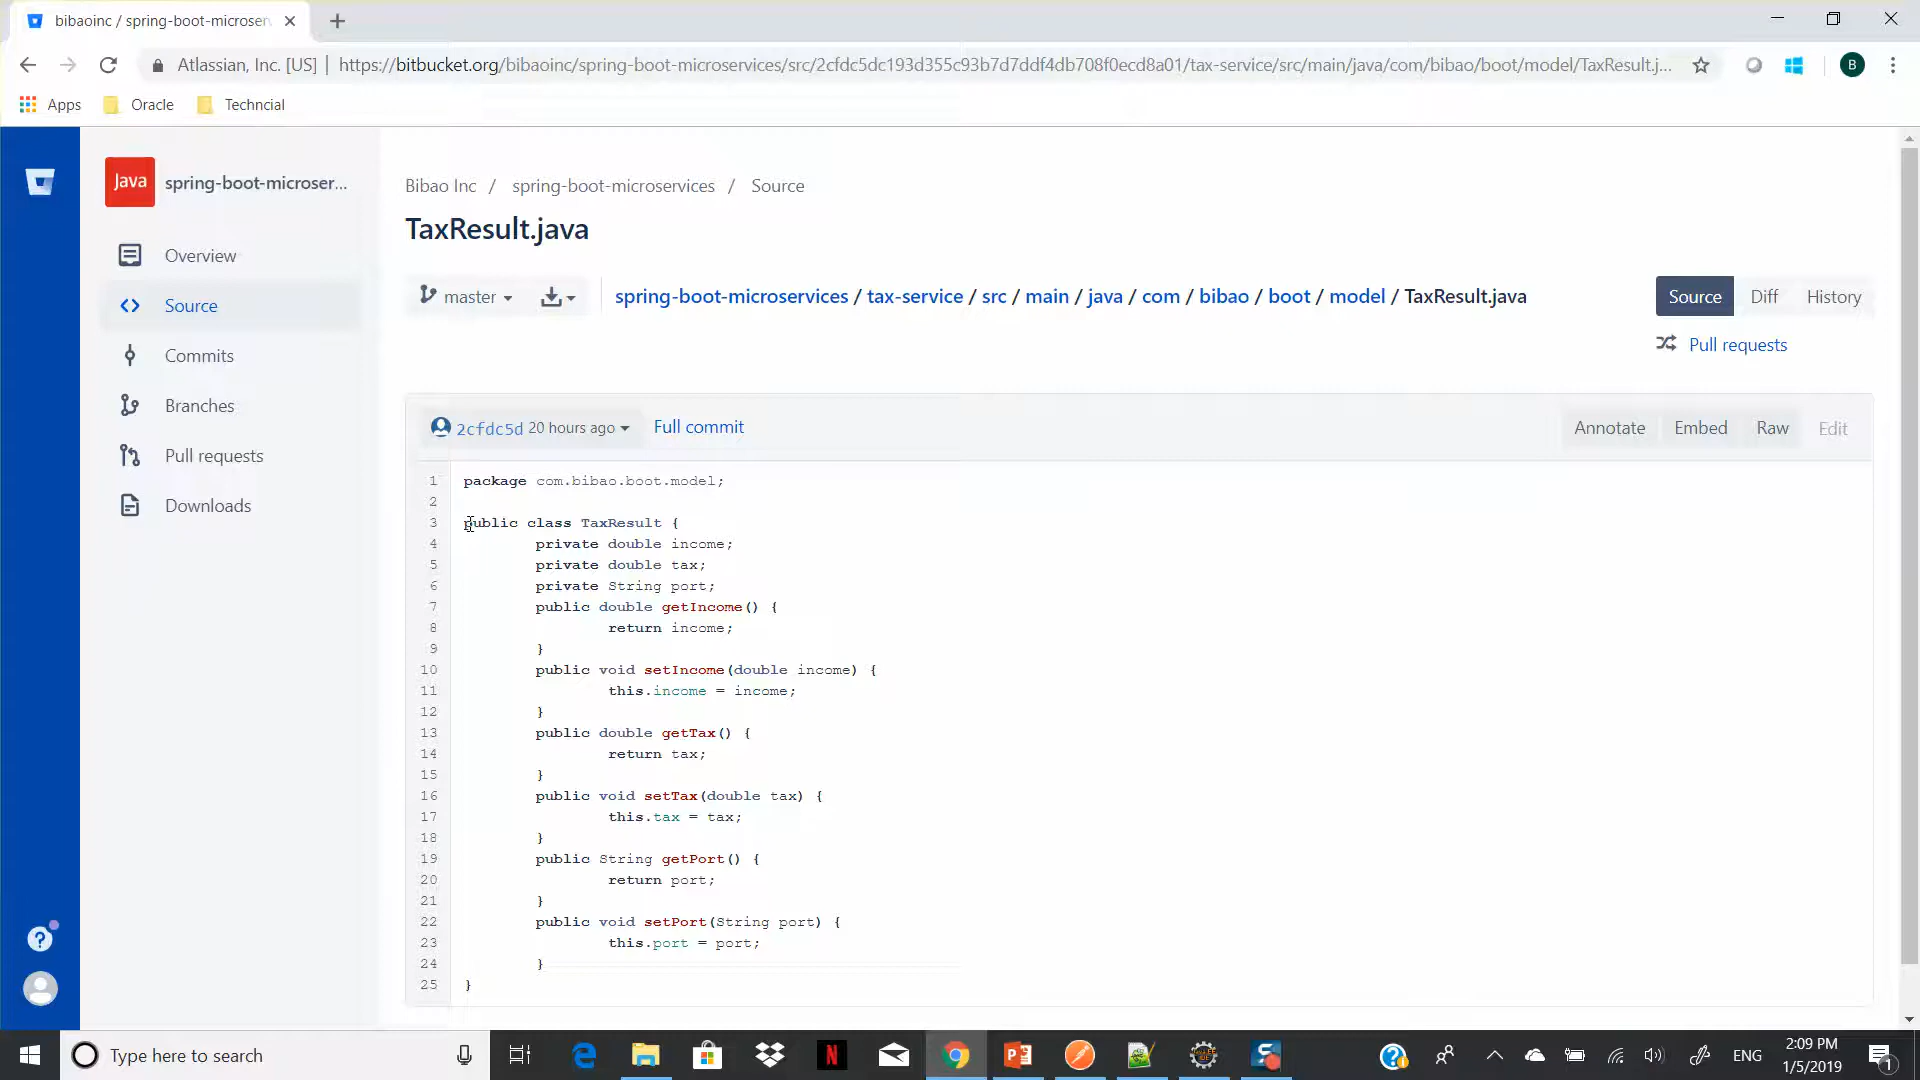 bibaoinc / spring-boot-microser
Atlassian, Inc. [US] | https://bitbucket.org/bibaoinc/spring-boot-microservices/src/2cfdc5dc193d355c93b7d7ddf4db708f0ecd8a01/tax-service/src/main/java/com/bibao/boot/model/TaxResult.j...
B
Apps
Oracle
Techncial
Java
spring-boot-microser...
Overview
Source
Commits
Branches
Pull requests
Downloads
Bibao Inc / spring-boot-microservices / Source
TaxResult.java
master
spring-boot-microservices / tax-service / src / main / java / com / bibao / boot / model / TaxResult.java
Source Diff History
Pull requests
2cfdc5d 20 hours ago Full commit
Annotate Embed Raw Edit
1 package com.bibao.boot.model;
2
3 public class TaxResult {
4 private double income;
5 private double tax;
6 private String port;
7 public double getIncome() {
8 return income;
9 }
10 public void setIncome(double income) {
11 this.income = income;
12 }
13 public double getTax() {
14 return tax;
15 }
16 public void setTax(double tax) {
17 this.tax = tax;
18 }
19 public String getPort() {
20 return port;
21 }
22 public void setPort(String port) {
23 this.port = port;
24 }
25 }
Type here to search
ENG
2:09 PM
1/5/2019
1